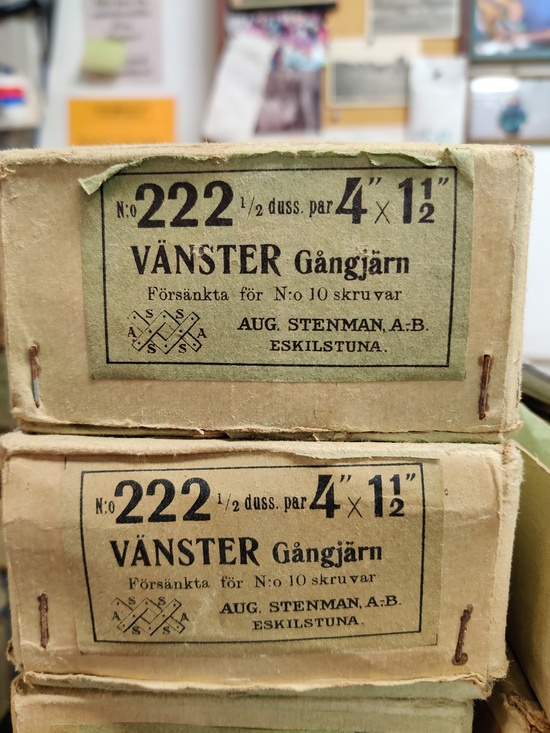 N:o 222 1/2 duss. par 4" x 1 1/2"
VÄNSTER Gångjärn
Försänkta för N:o 10 skruvar
A S S A S S
AUG. STENMAN, A.-B.
ESKILSTUNA.
N:o 222 1/2 duss. par 4" x 1 1/2"
VÄNSTER Gångjärn
Försänkta för N:o 10 skruvar
A S S A S S
AUG. STENMAN, A.-B.
ESKILSTUNA.